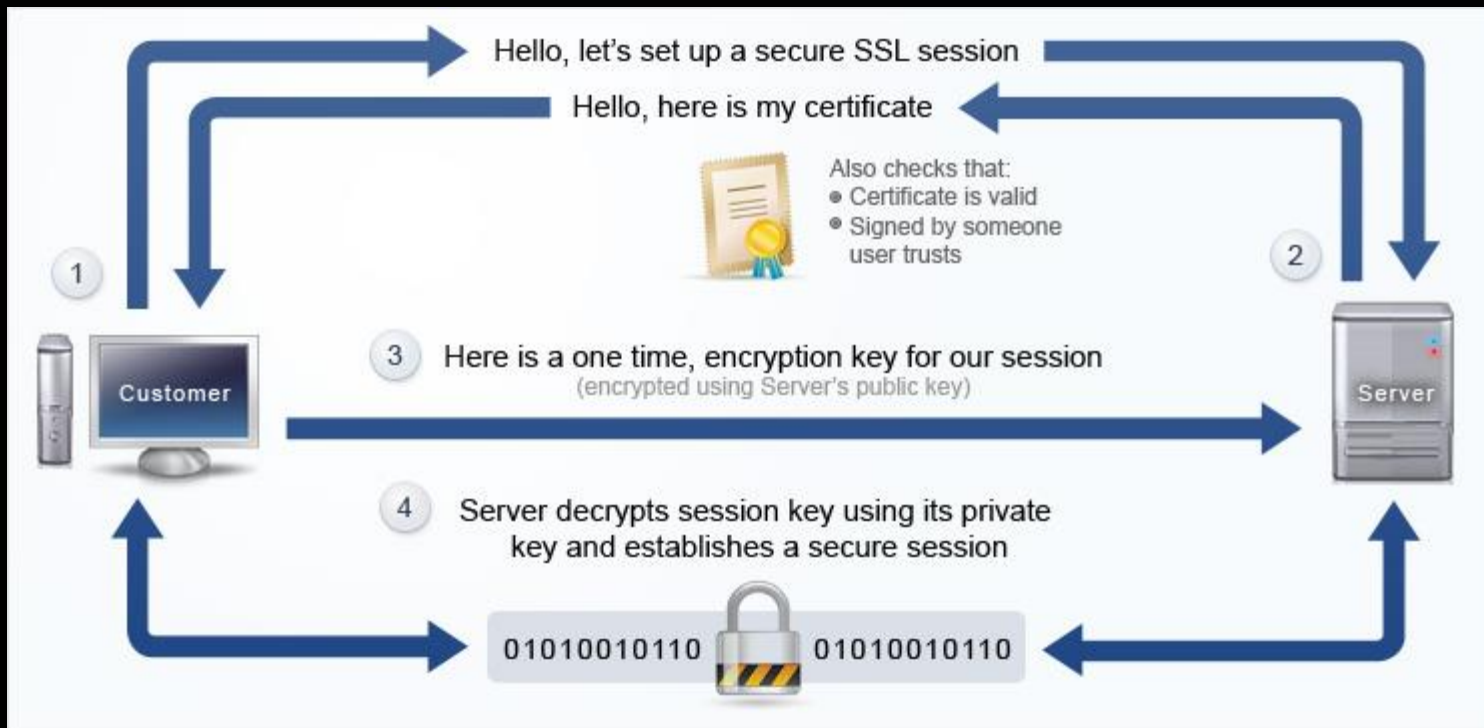 Hello, let's set up a secure SSL session
Hello, here is my certificate
Also checks that:
Certificate is valid
Signed by someone
user trusts
1
2
3
Here is a one time, encryption key for our session
(encrypted using Server's public key)
Customer
Server
4
Server decrypts session key using its private
key and establishes a secure session
01010010110
01010010110